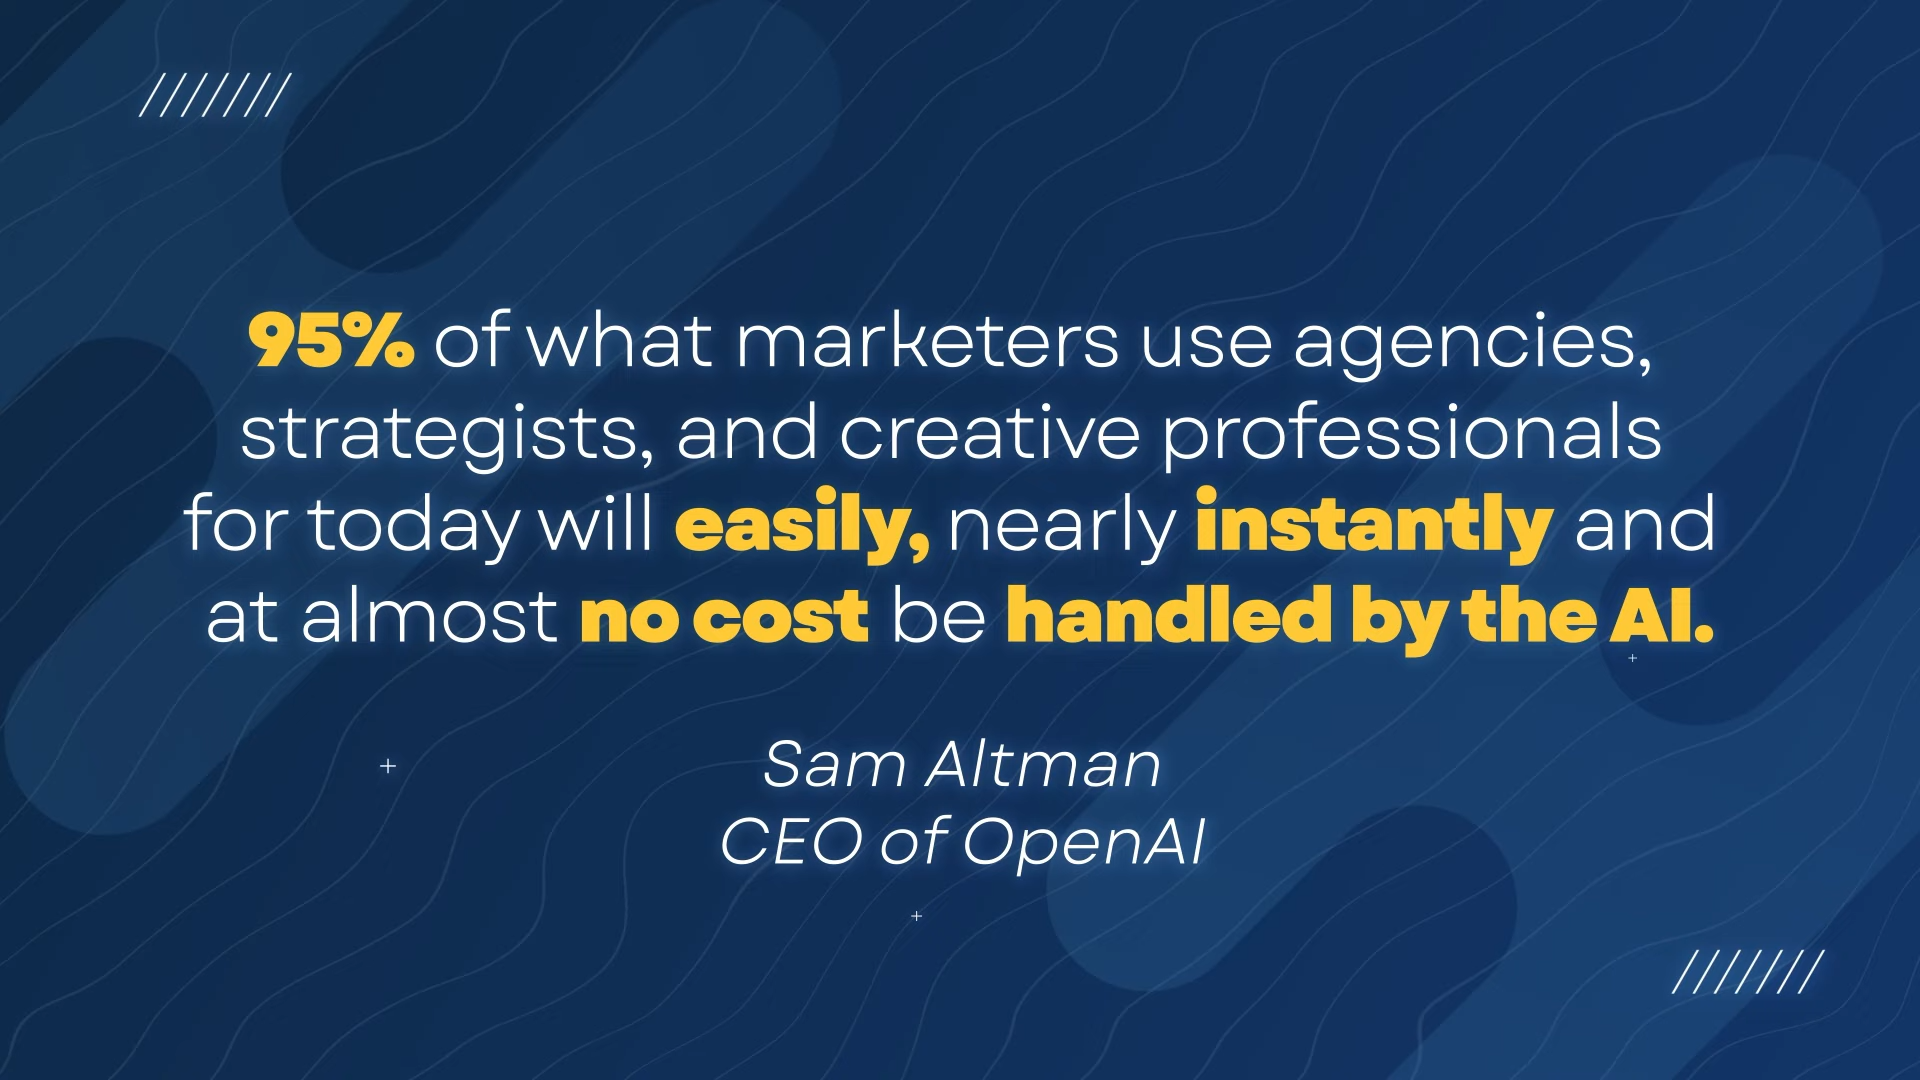 95% of what marketers use agencies,
strategists, and creative professionals
for today will easily, nearly instantly and
at almost no cost be handled by the AI.
Sam Altman
CEO of OpenAI